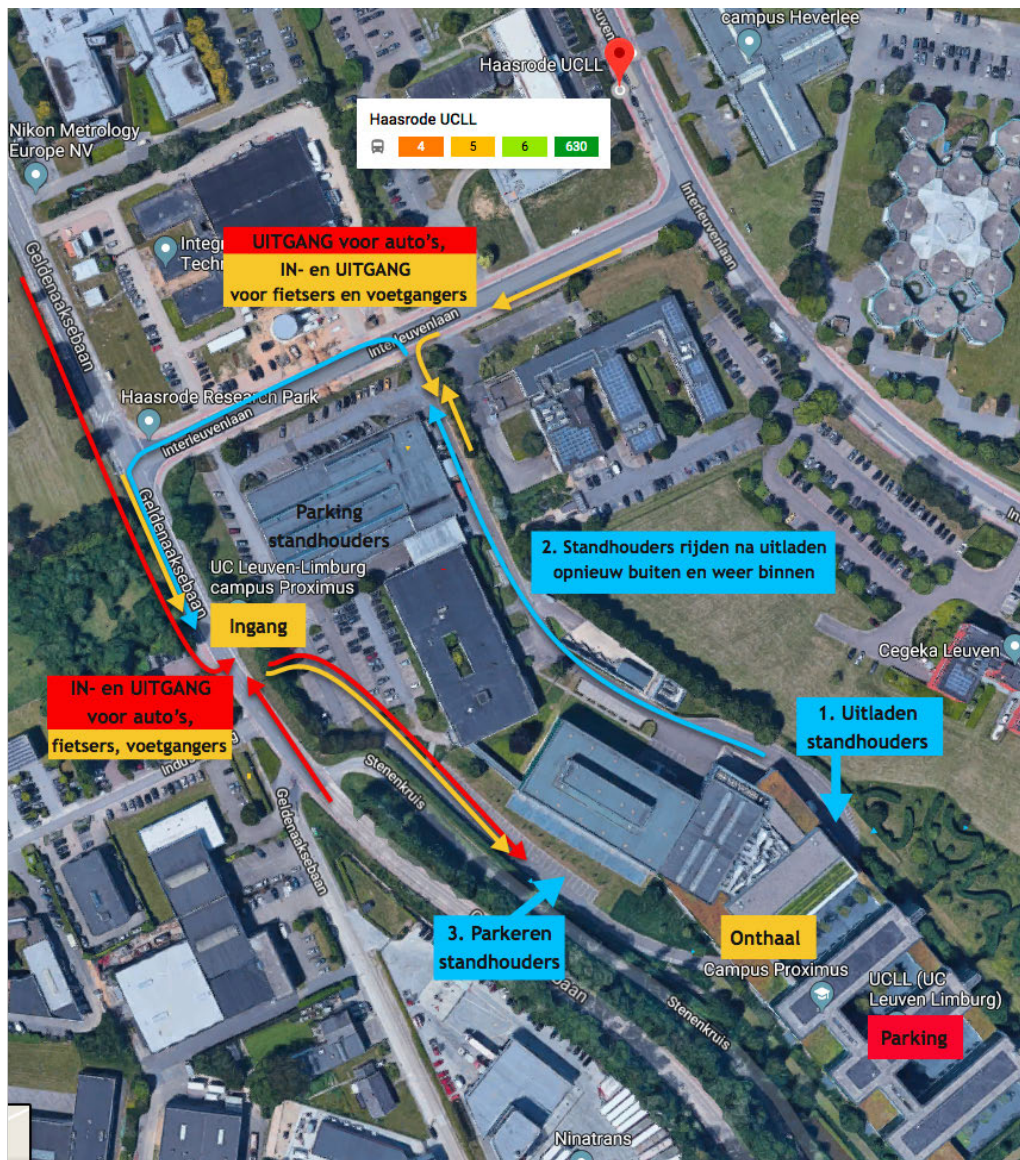 campus Heverlee
Haasrode UCLL
Haasrode UCLL
4 5 6 630
Nikon Metrology
Europe NV
Interleuvenlaan
Geldenaaksebaan
UITGANG voor auto's,
IN- en UITGANG
voor fietsers en voetgangers
Interleuvenlaan
Haasrode Research Park
Interleuvenlaan
Geldenaaksebaan
Parking
standhouders
UC Leuven-Limburg
campus Proximus
Ingang
2. Standhouders rijden na uitladen
opnieuw buiten en weer binnen
Cegeka Leuven
IN- en UITGANG
voor auto's,
fietsers, voetgangers
1. Uitladen
standhouders
Stenenkruis
Geldenaaksebaan
3. Parkeren
standhouders
Onthaal
Campus Proximus
UCLL (UC
Leuven Limburg)
Parking
Stenenkruis
Ninatrans